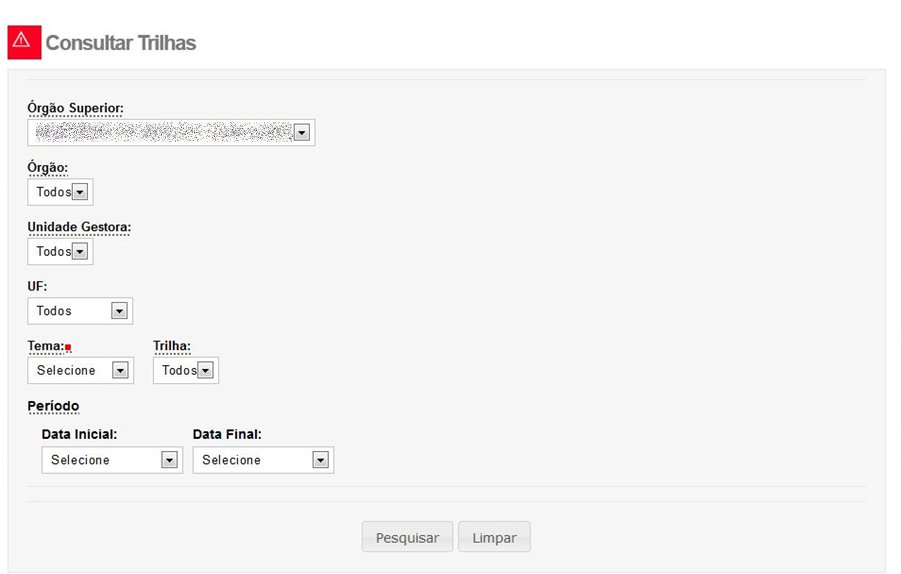 Consultar Trilhas
Órgão Superior:
Órgão:
Todos
Unidade Gestora:
Todos
UF:
Todos
Tema: Trilha:
Selecione Todos
Período
Data Inicial: Data Final:
Selecione Selecione
Pesquisar Limpar